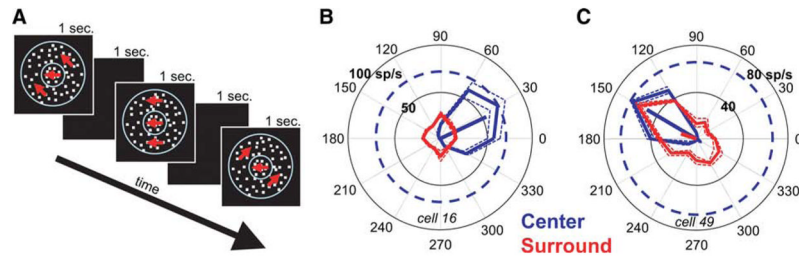 A
1 sec.
1 sec.
1 sec.
1 sec.
1 sec.
time
B
90
120
60
100 sp/s
150
30
50
180
0
210
330
cell 16
240
300
270
Center
Surround
C
90
120
60
80 sp/s
150
30
40
180
0
210
330
cell 49
240
300
270